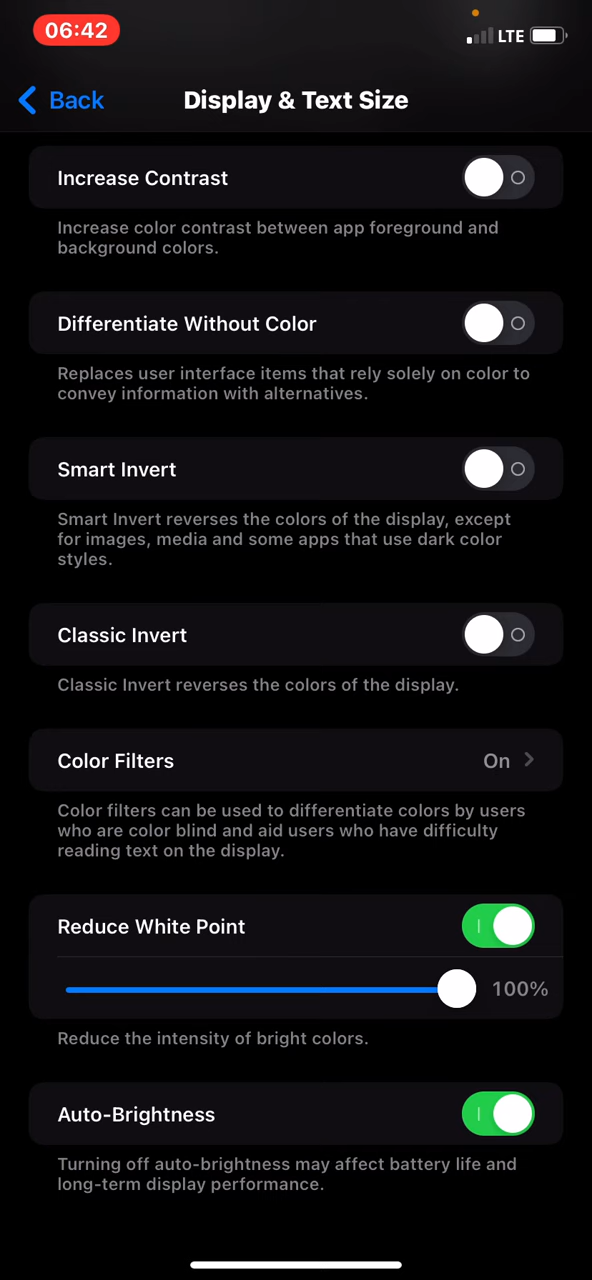 06:42
LTE
Back
Display & Text Size
Increase Contrast
Increase color contrast between app foreground and
background colors.
Differentiate Without Color
Replaces user interface items that rely solely on color to
convey information with alternatives.
Smart Invert
Smart Invert reverses the colors of the display, except
for images, media and some apps that use dark color
styles.
Classic Invert
Classic Invert reverses the colors of the display.
Color Filters On
Color filters can be used to differentiate colors by users
who are color blind and aid users who have difficulty
reading text on the display.
Reduce White Point
100%
Reduce the intensity of bright colors.
Auto-Brightness
Turning off auto-brightness may affect battery life and
long-term display performance.